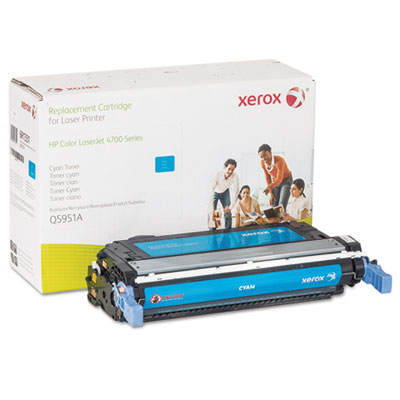 xerox
Replacement Cartridge
for Laser Printer
HP Color LaserJet 4700 Series
Cyan Toner
Toner cyan
Toner cian
Toner Cyan
Toner ciano
Q5951A
CYAN
xerox